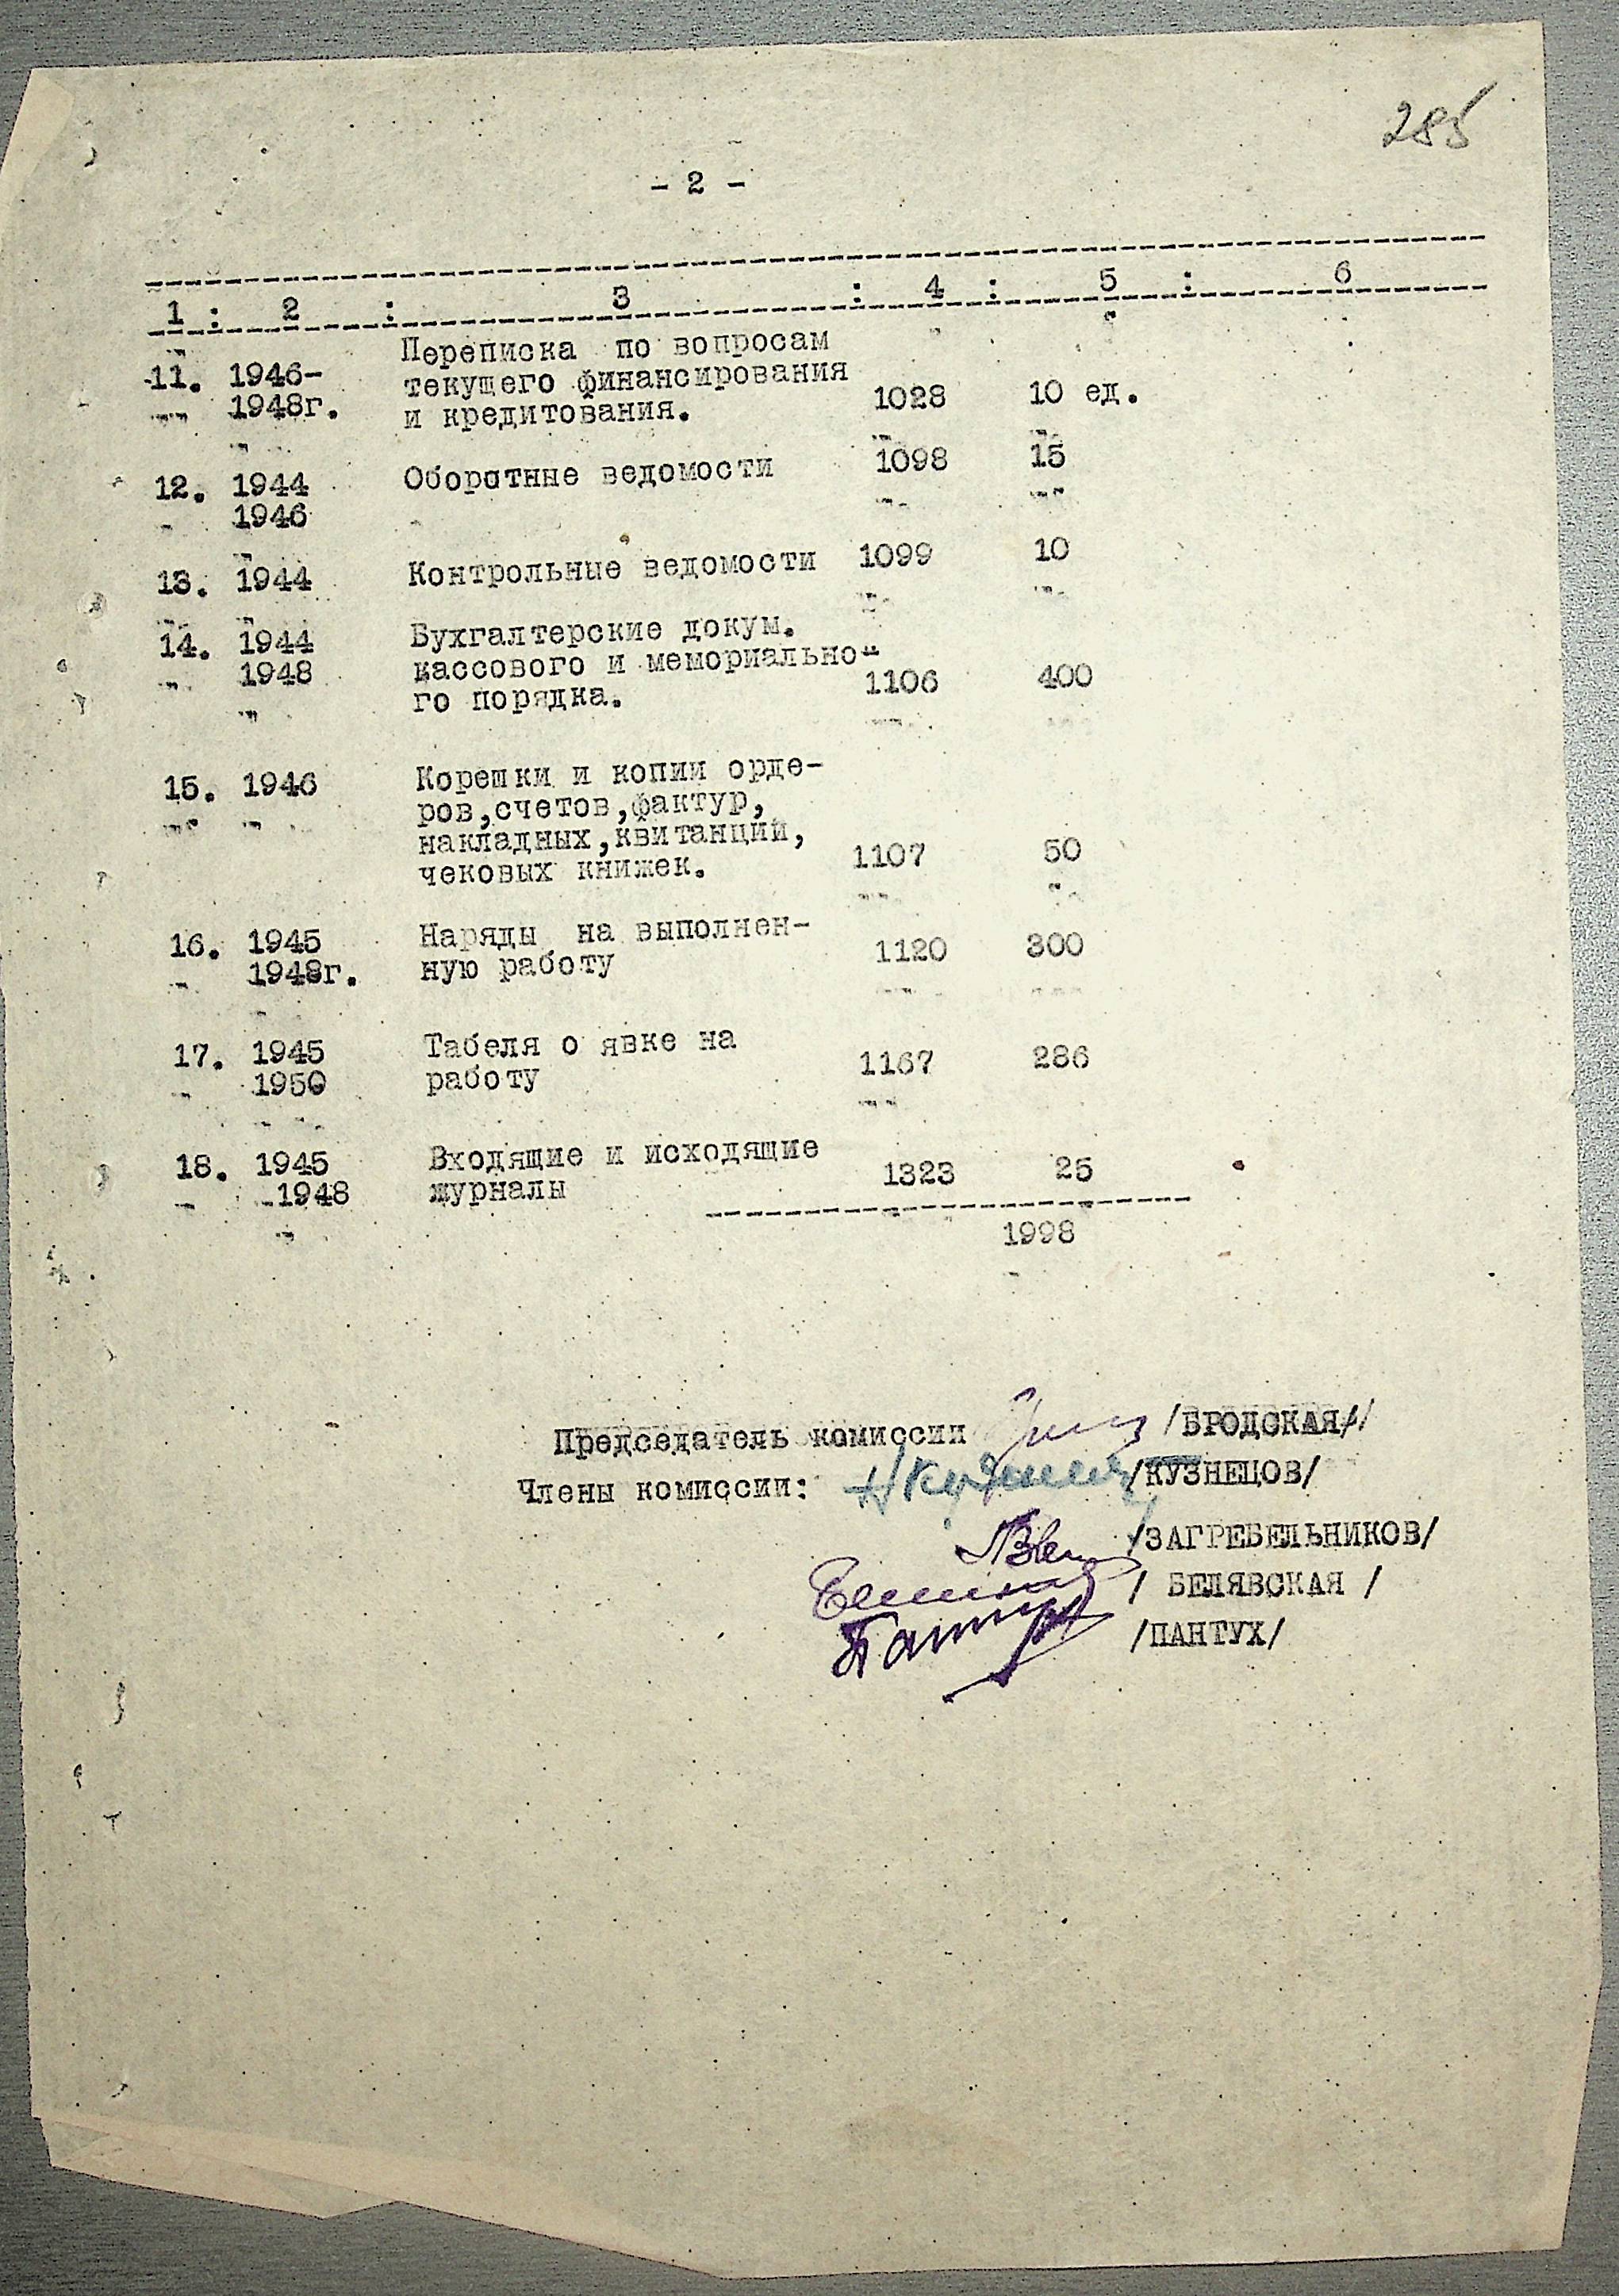 285
- 2 -
1 : 2 : 3 : 4 : 5 : 6
Переписка по вопросам
11. 1946- текущего финансирования
1948г. и кредитования. 1028 10 ед.
12. 1944 Оборотнне ведомости 1098 15
1946
13. 1944 Контрольные ведомости 1099 10
14. 1944 Бухгалтерские докум.
1948 кассового и мемориально-
го порядка. 1106 400
15. 1946 Корешки и копии орде-
ров,счетов,фактур,
накладных,квитанций,
чековых книжек. 1107 50
16. 1945 Наряды на выполнен-
1948г. ную работу 1120 300
17. 1945 Табеля о явке на
1950 работу 1167 286
18. 1945 Входящие и исходящие
1948 журналы 1323 25
1998
Председатель комиссии /БРОДСКАЯ//
Члены комиссии: /КУЗНЕЦОВ/
/ЗАГРЕБЕЛЬНИКОВ/
/ БЕЛЯВСКАЯ /
/ПАНТУХ/